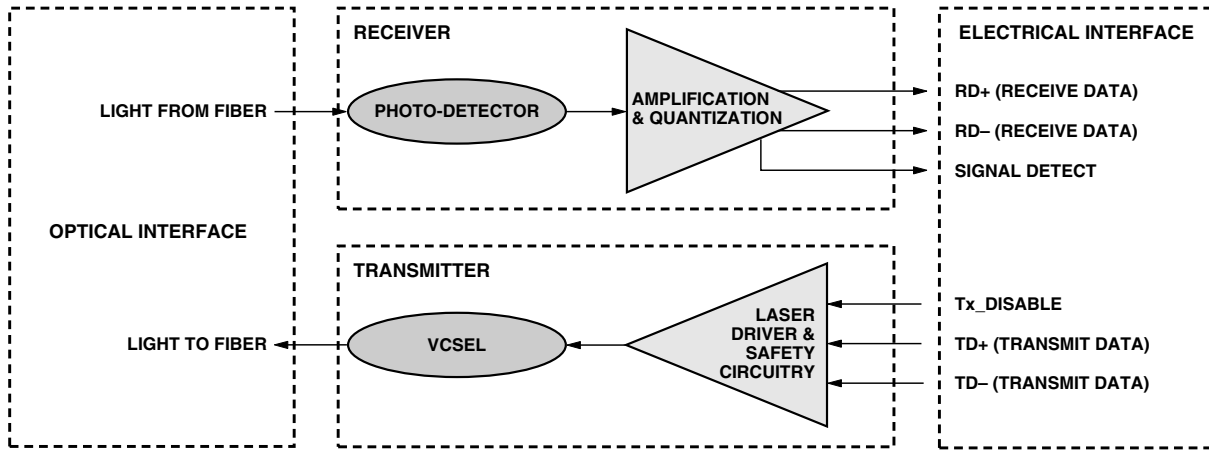 RECEIVER
ELECTRICAL INTERFACE
LIGHT FROM FIBER
PHOTO-DETECTOR
AMPLIFICATION
& QUANTIZATION
RD+ (RECEIVE DATA)
RD– (RECEIVE DATA)
SIGNAL DETECT
OPTICAL INTERFACE
TRANSMITTER
LIGHT TO FIBER
VCSEL
LASER
DRIVER &
SAFETY
CIRCUITRY
Tx_DISABLE
TD+ (TRANSMIT DATA)
TD– (TRANSMIT DATA)